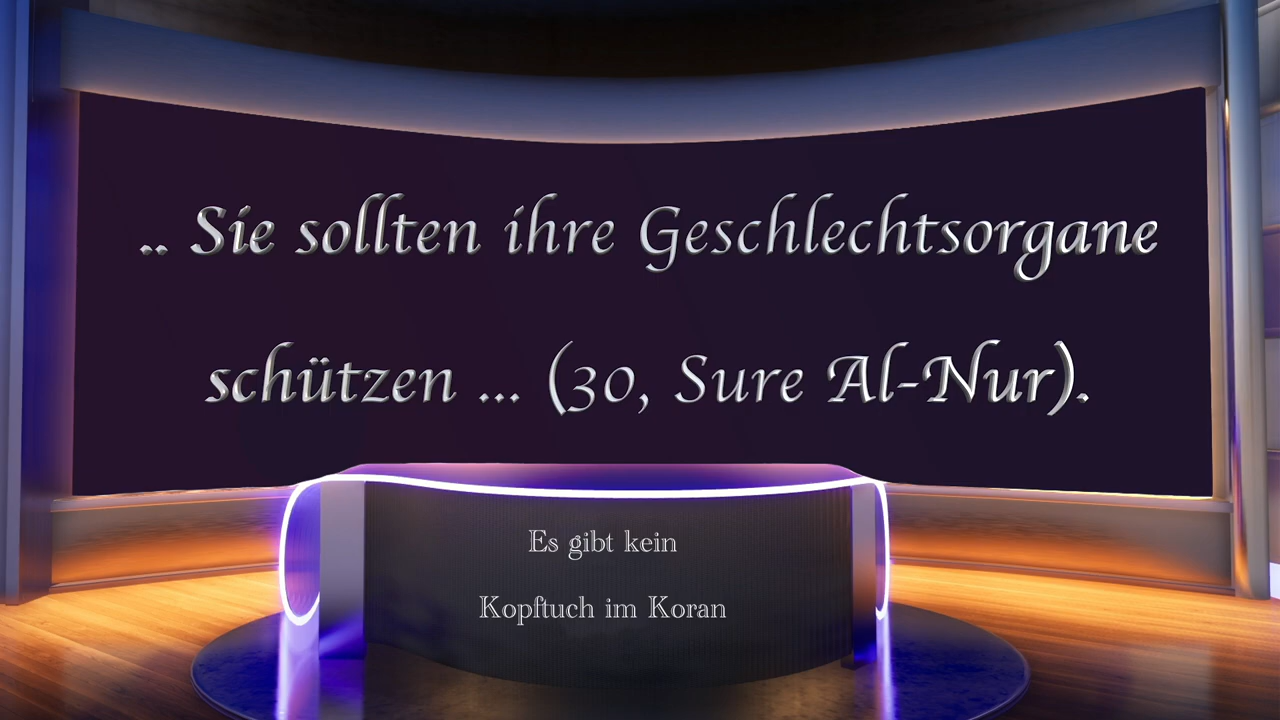 .. Sie sollten ihre Geschlechtsorgane
schützen ... (30, Sure Al-Nur).
Es gibt kein
Kopftuch im Koran